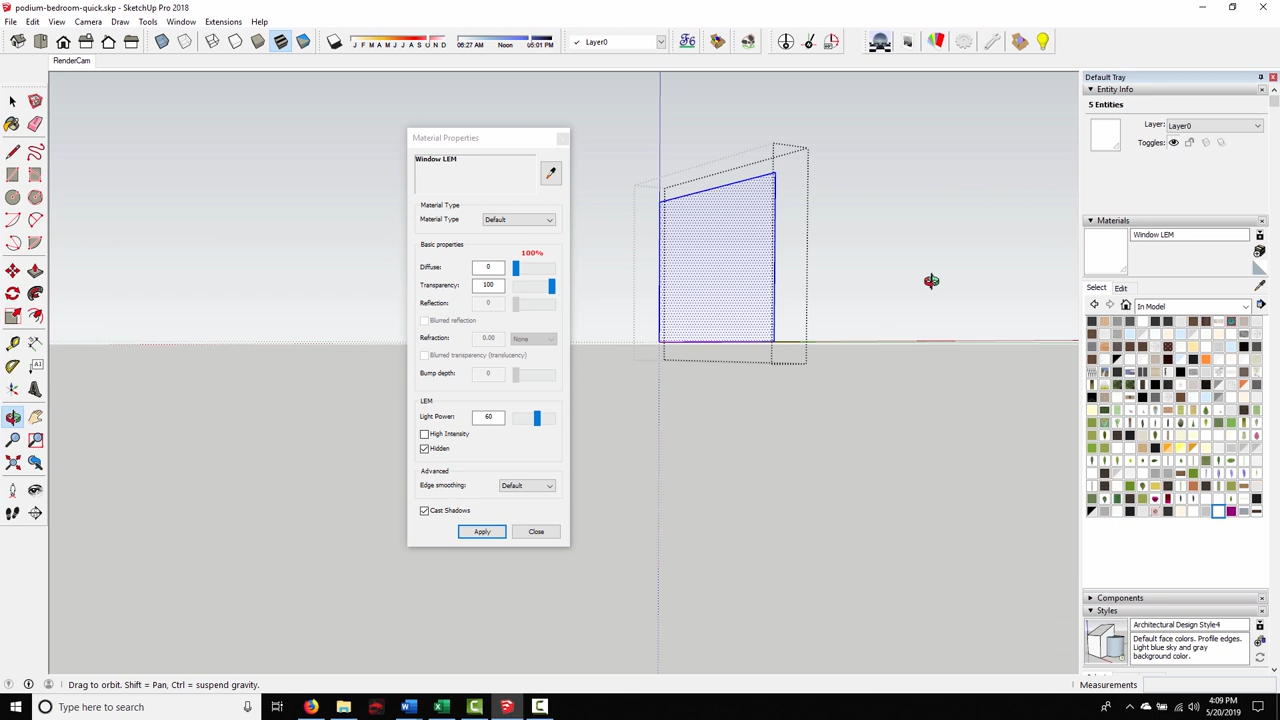 podium-bedroom-quick.skp - SketchUp Pro 2018
File Edit View Camera Draw Tools Window Extensions Help
J F M A M J J A S O N D 06:27 AM Noon 05:01 PM Layer0
RenderCam
Default Tray
Entity Info
5 Entities
Layer: Layer0
Toggles:
Materials
Window LEM
Select Edit
In Model
Components
Styles
Architectural Design Style4
Default face colors. Profile edges.
Light blue sky and gray
background color.
Material Properties
Window LEM
Material Type
Material Type Default
Basic properties
100%
Diffuse: 0
Transparency: 100
Reflection: 0
Blurred reflection
Refraction: 0.00 None
Blurred transparency (translucency)
Bump depth: 0
LEM
Light Power: 60
High Intensity
Hidden
Advanced
Edge smoothing: Default
Cast Shadows
Apply Close
Drag to orbit. Shift = Pan, Ctrl = suspend gravity.
Measurements
Type here to search
4:09 PM
5/20/2019